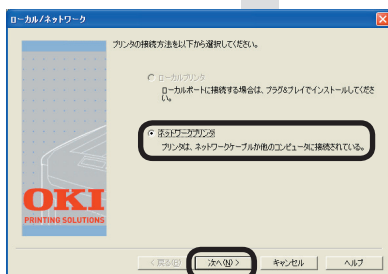 ローカル/ネットワーク
プリンタの接続方法を以下から選択してください。
ローカルプリンタ
ローカルポートに接続する場合は、プラグ&プレイでインストールしてくださ
い。
ネットワークプリンタ
プリンタは、ネットワークケーブルか他のコンピュータに接続されている。
OKI
PRINTING SOLUTIONS
< 戻る(B)
次へ(N) >
キャンセル
ヘルプ